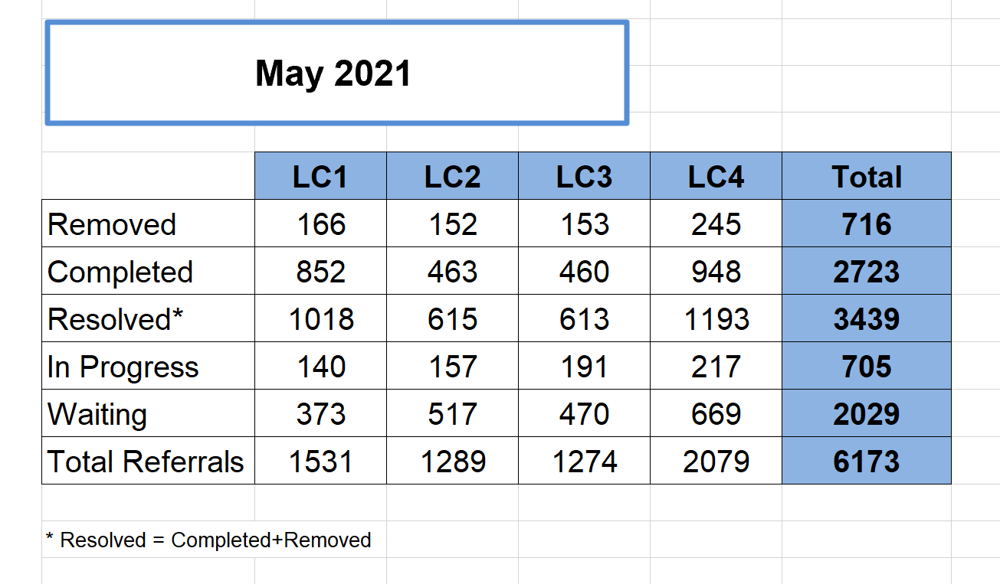 May 2021
LC1 LC2 LC3 LC4 Total
Removed 166 152 153 245 716
Completed 852 463 460 948 2723
Resolved* 1018 615 613 1193 3439
In Progress 140 157 191 217 705
Waiting 373 517 470 669 2029
Total Referrals 1531 1289 1274 2079 6173
* Resolved = Completed+Removed